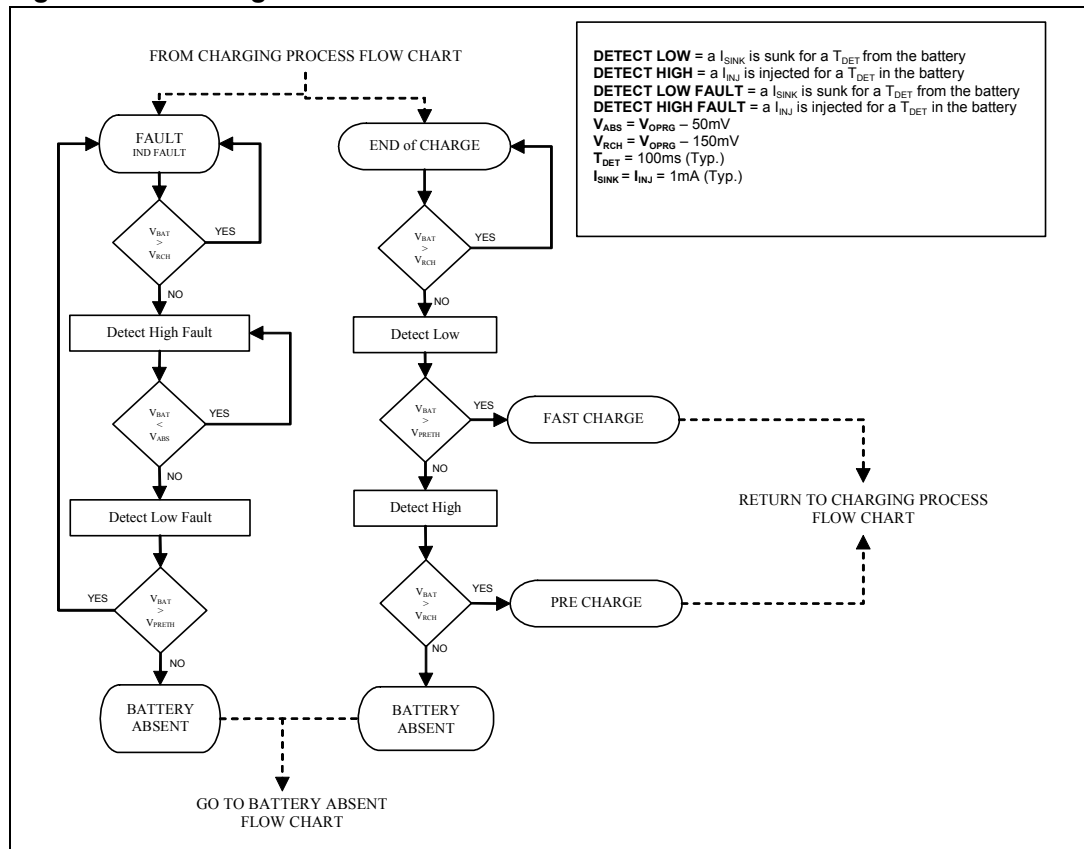 FROM CHARGING PROCESS FLOW CHART
DETECT LOW = a ISINK is sunk for a TDET from the battery
DETECT HIGH = a IINJ is injected for a TDET in the battery
DETECT LOW FAULT = a ISINK is sunk for a TDET from the battery
DETECT HIGH FAULT = a IINJ is injected for a TDET in the battery
VABS = VOPRG – 50mV
VRCH = VOPRG – 150mV
TDET = 100ms (Typ.)
ISINK = IINJ = 1mA (Typ.)
FAULT
IND FAULT
VBAT
>
VRCH
YES
NO
Detect High Fault
VBAT
<
VABS
YES
NO
Detect Low Fault
VBAT
>
VPRETH
YES
NO
BATTERY
ABSENT
END of CHARGE
VBAT
>
VRCH
YES
NO
Detect Low
VBAT
>
VPRETH
YES
NO
FAST CHARGE
Detect High
VBAT
>
VRCH
YES
NO
PRE CHARGE
BATTERY
ABSENT
RETURN TO CHARGING PROCESS
FLOW CHART
GO TO BATTERY ABSENT
FLOW CHART